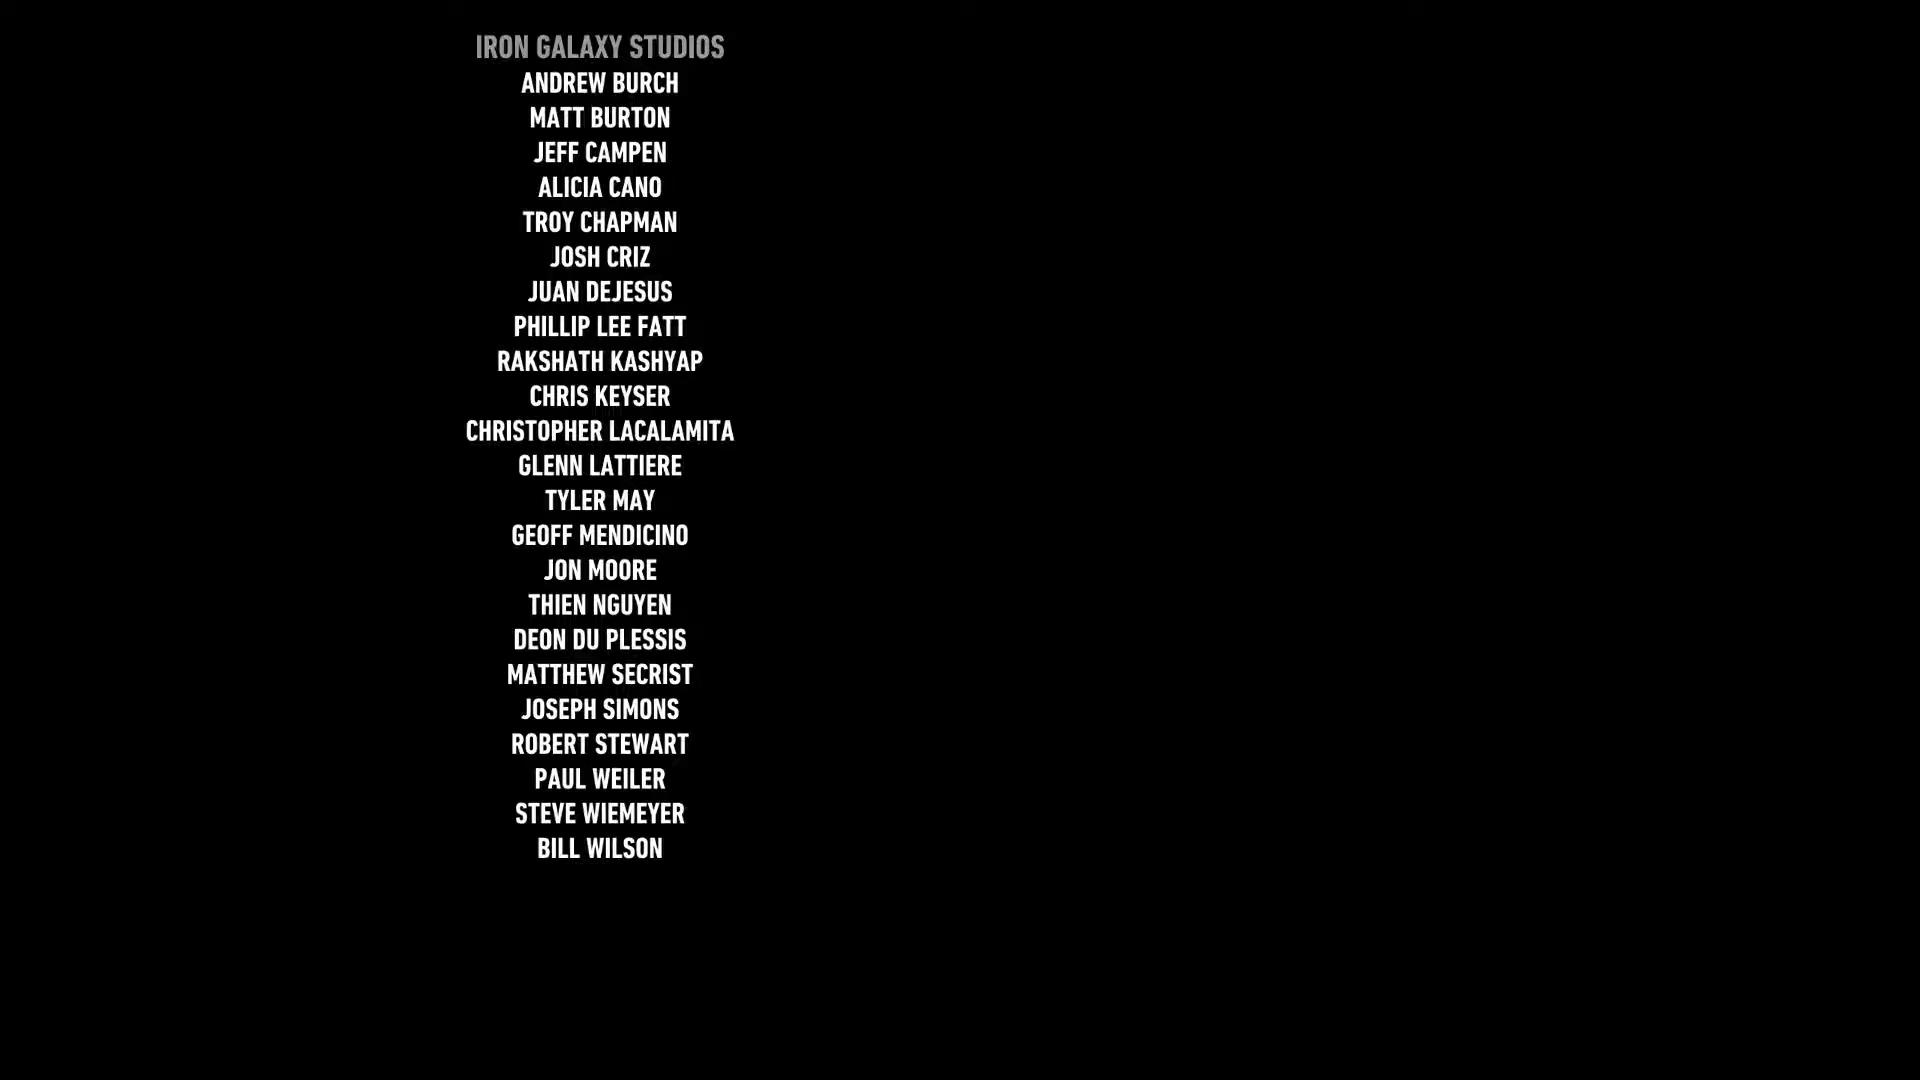 IRON GALAXY STUDIOS
ANDREW BURCH
MATT BURTON
JEFF CAMPEN
ALICIA CANO
TROY CHAPMAN
JOSH CRIZ
JUAN DEJESUS
PHILLIP LEE FATT
RAKSHATH KASHYAP
CHRIS KEYSER
CHRISTOPHER LACALAMITA
GLENN LATTIERE
TYLER MAY
GEOFF MENDICINO
JON MOORE
THIEN NGUYEN
DEON DU PLESSIS
MATTHEW SECRIST
JOSEPH SIMONS
ROBERT STEWART
PAUL WEILER
STEVE WIEMEYER
BILL WILSON